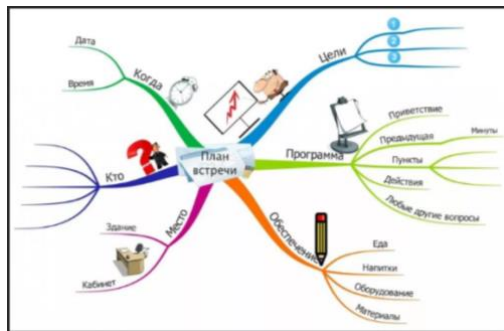 План
встречи
Когда
Дата
Время
Цели
1
2
3
Программа
Приветствие
Предыдущая
Минуты
Пункты
Действия
Любые другие вопросы
Обеспечение
Еда
Напитки
Оборудование
Материалы
Место
Здание
Кабинет
Кто